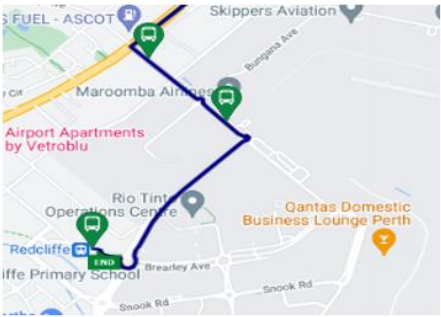 S FUEL - ASCOT
Skippers Aviation
Bungana Ave
Maroomba Airlines
Airport Apartments
by Vetroblu
Rio Tinto
Operations Centre
Qantas Domestic
Business Lounge Perth
Redcliffe
END
iffe Primary School
Brearley Ave
Snook Rd
Snook Rd